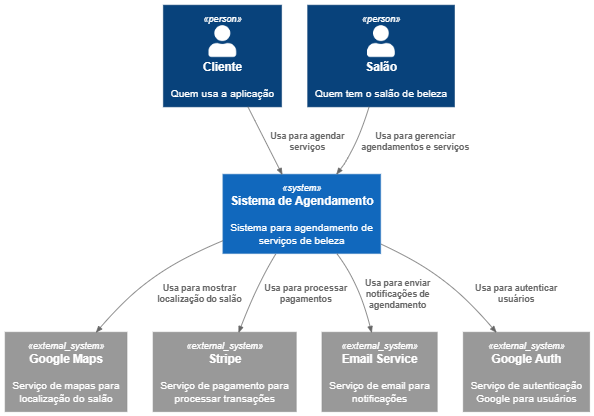 «person»
Cliente
Quem usa a aplicação
«person»
Salão
Quem tem o salão de beleza
Usa para agendar
serviços
Usa para gerenciar
agendamentos e serviços
«system»
Sistema de Agendamento
Sistema para agendamento de
serviços de beleza
Usa para mostrar
localização do salão
Usa para processar
pagamentos
Usa para enviar
notificações de
agendamento
Usa para autenticar
usuários
«external_system»
Google Maps
Serviço de mapas para
localização do salão
«external_system»
Stripe
Serviço de pagamento para
processar transações
«external_system»
Email Service
Serviço de email para
notificações
«external_system»
Google Auth
Serviço de autenticação
Google para usuários